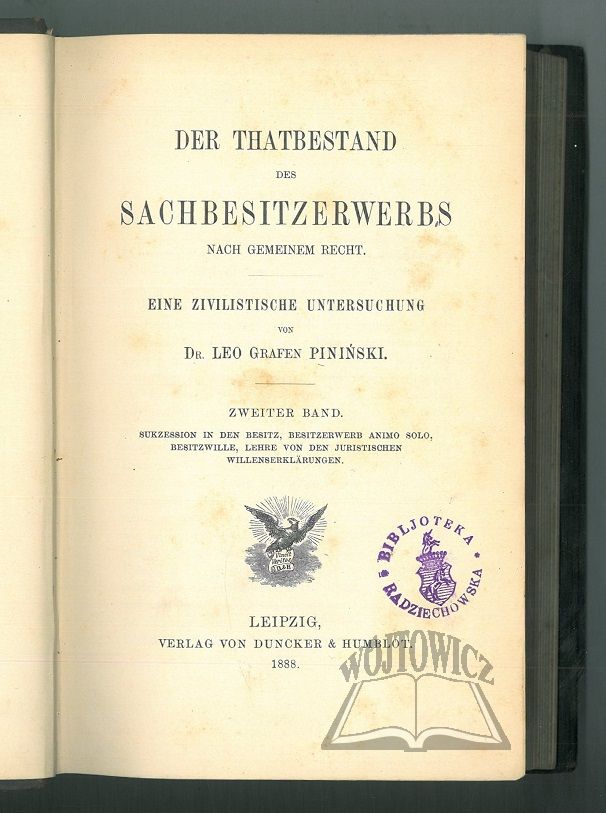 DER THATBESTAND
DES
SACHBESITZERWERBS
NACH GEMEINEM RECHT.
EINE ZIVILISTISCHE UNTERSUCHUNG
VON
DR. LEO GRAFEN PINIŃSKI.
ZWEITER BAND.
SUKZESSION IN DEN BESITZ, BESITZERWERB ANIMO SOLO,
BESITZWILLE, LEHRE VON DEN JURISTISCHEN
WILLENSERKLÄRUNGEN.
Vincit
Veritas
D & H
BIBLJOTEKA
RADZIECHOWSKA
LEIPZIG,
VERLAG VON DUNCKER & HUMBLOT.
1888.
WÓJTOWICZ